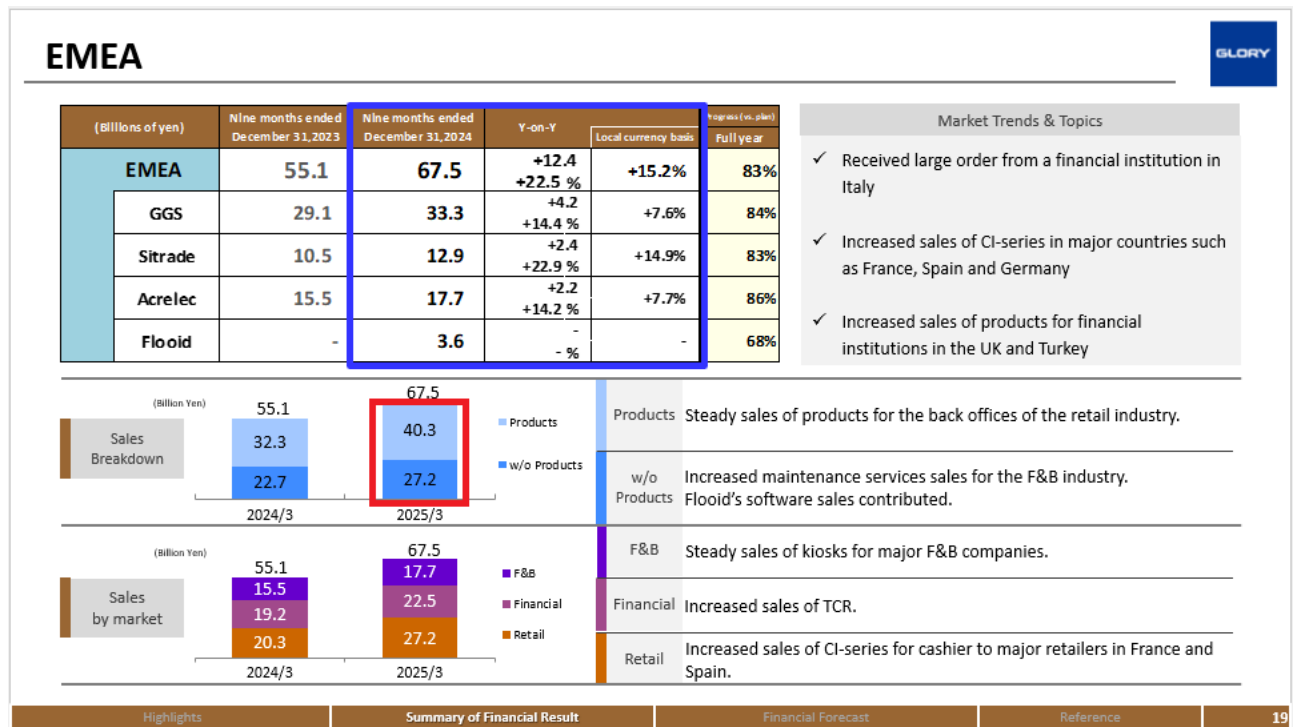 EMEA
GLORY
(Billions of yen)
Nine months ended
December 31,2023
Nine months ended
December 31,2024
Y-on-Y
Local currency basis
Progress (vs. plan)
Full year
EMEA 55.1 67.5 +12.4 +22.5 % +15.2% 83%
GGS 29.1 33.3 +4.2 +14.4 % +7.6% 84%
Sitrade 10.5 12.9 +2.4 +22.9 % +14.9% 83%
Acrelec 15.5 17.7 +2.2 +14.2 % +7.7% 86%
Flooid - 3.6 - - % - 68%
Market Trends & Topics
✓ Received large order from a financial institution in
Italy
✓ Increased sales of CI-series in major countries such
as France, Spain and Germany
✓ Increased sales of products for financial
institutions in the UK and Turkey
Sales
Breakdown
(Billion Yen)
55.1
67.5
32.3
40.3
22.7
27.2
2024/3
2025/3
Products
w/o Products
Products
Steady sales of products for the back offices of the retail industry.
w/o
Products
Increased maintenance services sales for the F&B industry.
Flooid's software sales contributed.
Sales
by market
(Billion Yen)
55.1
67.5
15.5
17.7
19.2
22.5
20.3
27.2
2024/3
2025/3
F&B
Financial
Retail
F&B
Steady sales of kiosks for major F&B companies.
Financial
Increased sales of TCR.
Retail
Increased sales of CI-series for cashier to major retailers in France and
Spain.
Highlights
Summary of Financial Result
Financial Forecast
Reference
19